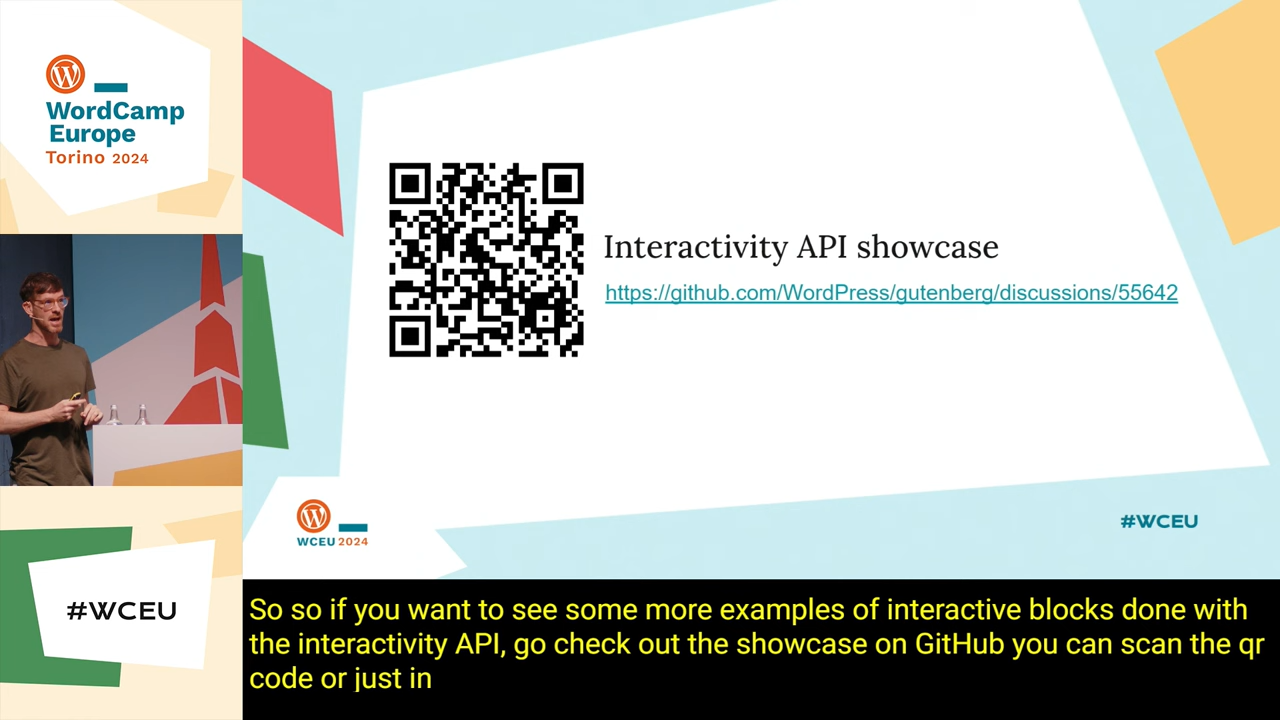 WordCamp
Europe
Torino 2024
Interactivity API showcase
https://github.com/WordPress/gutenberg/discussions/55642
WCEU 2024
#WCEU
#WCEU
So so if you want to see some more examples of interactive blocks done with
the interactivity API, go check out the showcase on GitHub you can scan the qr
code or just in